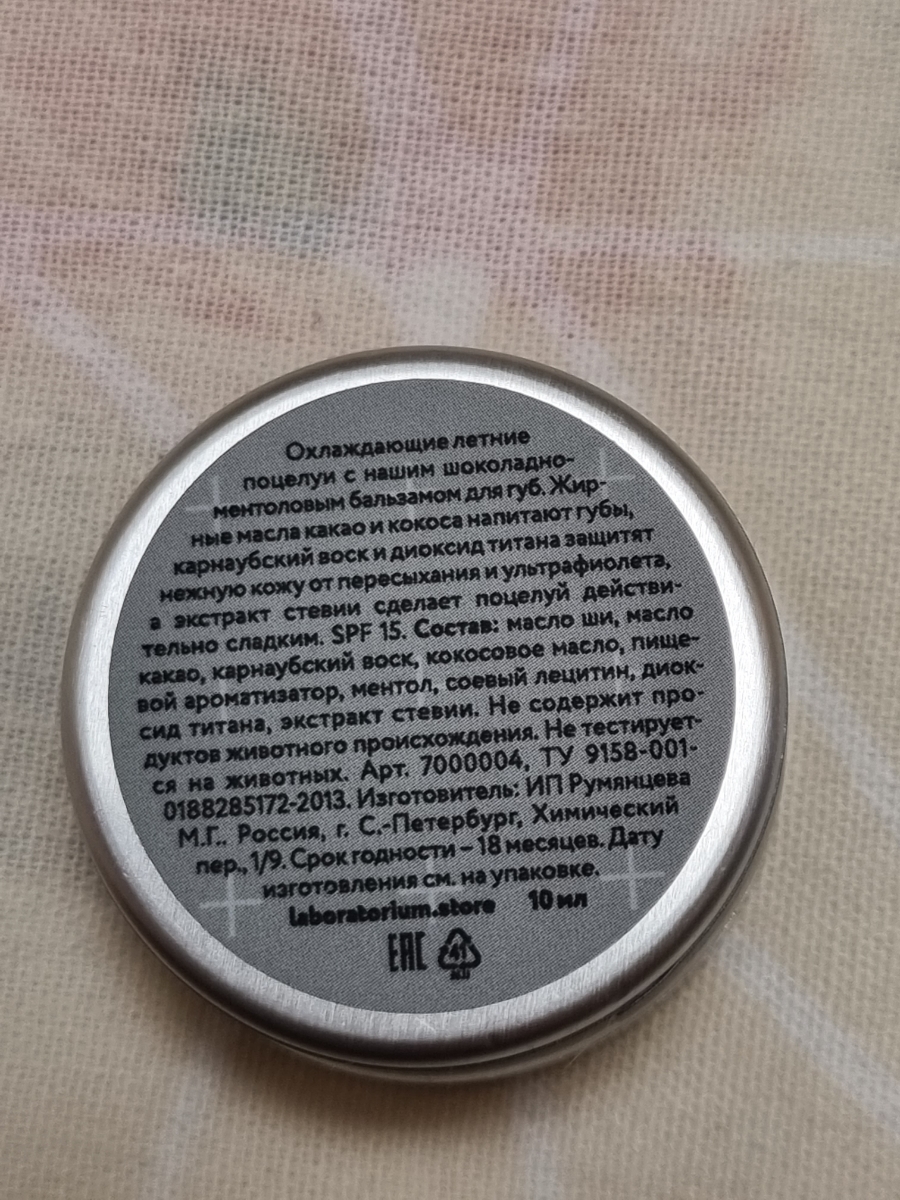 Охлаждающие летние
поцелуи с нашим шоколадно-
ментоловым бальзамом для губ. Жир-
ные масла какао и кокоса напитают губы,
карнаубский воск и диоксид титана защитят
нежную кожу от пересыхания и ультрафиолета,
а экстракт стевии сделает поцелуй действи-
тельно сладким. SPF 15. Состав: масло ши, масло
какао, карнаубский воск, кокосовое масло, пище-
вой ароматизатор, ментол, соевый лецитин, диок-
сид титана, экстракт стевии. Не содержит про-
дуктов животного происхождения. Не тестирует-
ся на животных. Арт. 7000004, ТУ 9158-001-
0188285172-2013. Изготовитель: ИП Румянцева
М.Г.. Россия, г. С.-Петербург, Химический
пер., 1/9. Срок годности – 18 месяцев. Дату
изготовления см. на упаковке.
laboratorium.store 10 мл
EAC 41 ALU